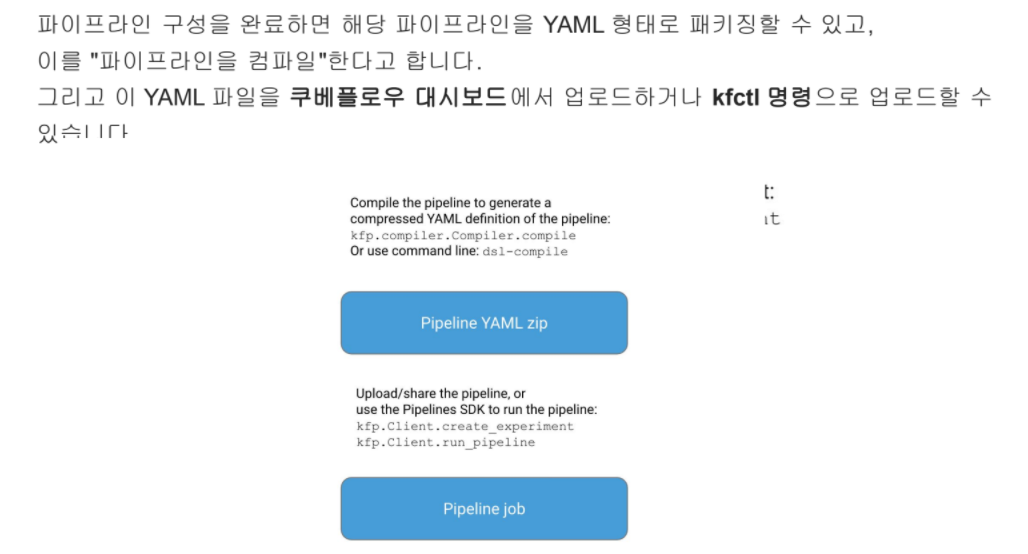 파이프라인 구성을 완료하면 해당 파이프라인을 YAML 형태로 패키징할 수 있고,
이를 "파이프라인을 컴파일"한다고 합니다.
그리고 이 YAML 파일을 쿠베플로우 대시보드에서 업로드하거나 kfctl 명령으로 업로드할 수
Compile the pipeline to generate a
compressed YAML definition of the pipeline:
kfp.compiler.Compiler.compile
Or use command line: dsl-compile
Pipeline YAML zip
Upload/share the pipeline, or
use the Pipelines SDK to run the pipeline:
kfp.Client.create_experiment
kfp.Client.run_pipeline
Pipeline job